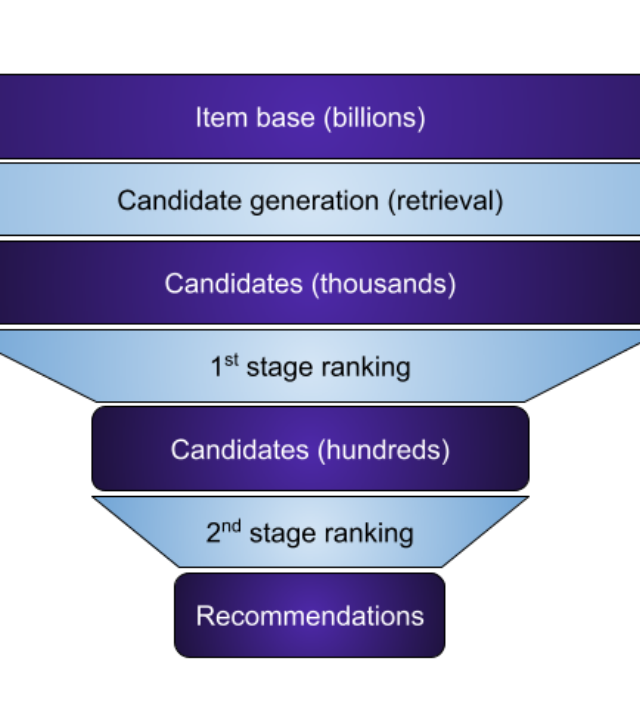 Item base (billions)
Candidate generation (retrieval)
Candidates (thousands)
1st stage ranking
Candidates (hundreds)
2nd stage ranking
Recommendations